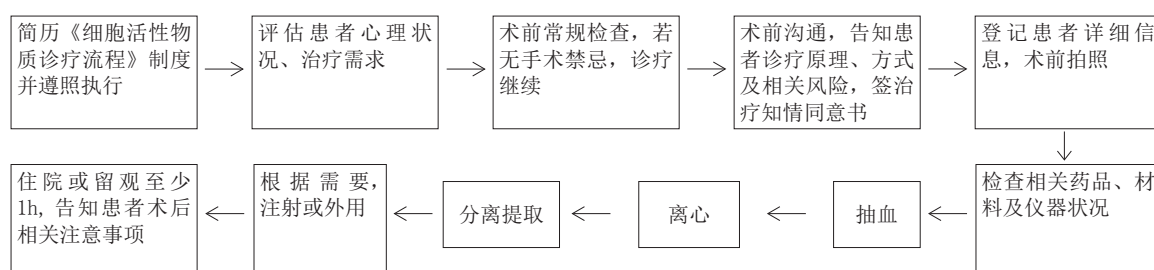 简历《细胞活性物
质诊疗流程》制度
并遵照执行
评估患者心理状
况、治疗需求
术前常规检查，若
无手术禁忌，诊疗
继续
术前沟通，告知患
者诊疗原理、方式
及相关风险，签治
疗知情同意书
登记患者详细信
息，术前拍照
检查相关药品、材
料及仪器状况
抽血
离心
分离提取
根据需要，
注射或外用
住院或留观至少
1h, 告知患者术后
相关注意事项